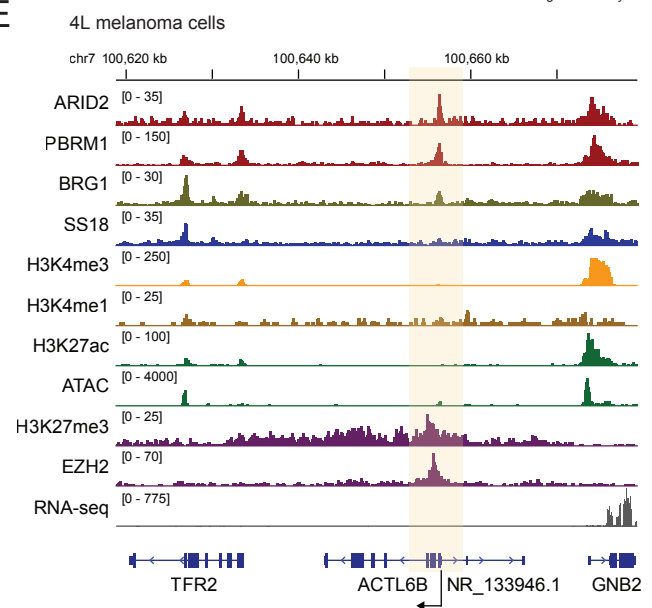 E
4L melanoma cells
chr7 100,620 kb 100,640 kb 100,660 kb
ARID2 [0 - 35]
PBRM1 [0 - 150]
BRG1 [0 - 30]
SS18 [0 - 35]
H3K4me3 [0 - 250]
H3K4me1 [0 - 25]
H3K27ac [0 - 100]
ATAC [0 - 4000]
H3K27me3 [0 - 25]
EZH2 [0 - 70]
RNA-seq [0 - 775]
TFR2 ACTL6B NR_133946.1 GNB2